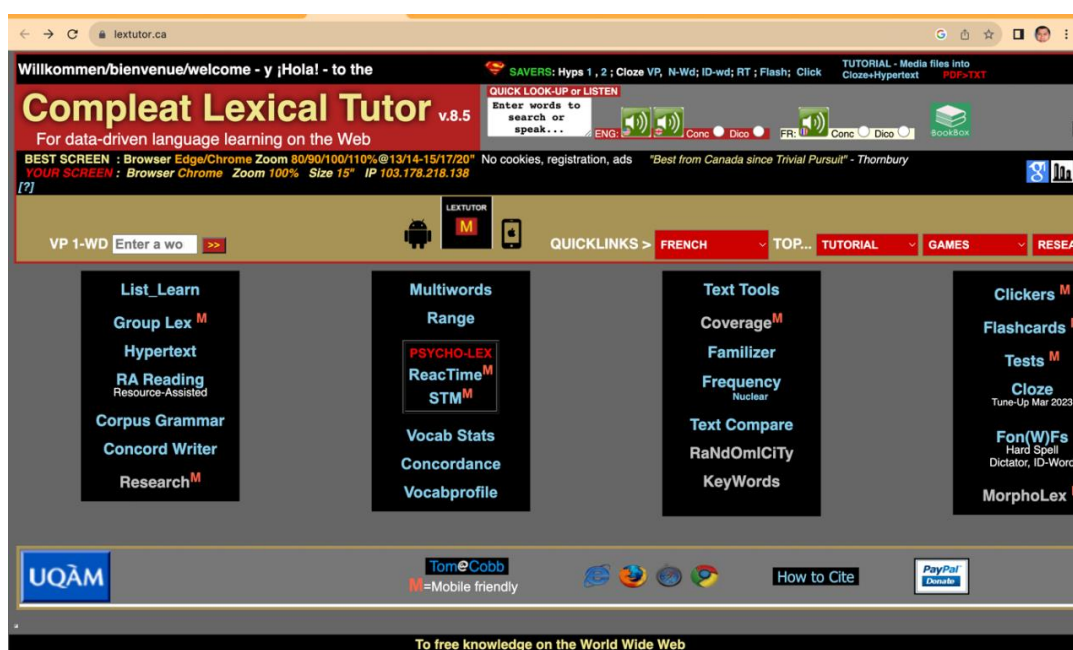 lextutor.ca
Willkommen/bienvenue/welcome - y ¡Hola! - to the
SAVERS: Hyps 1 , 2 ; Cloze VP, N-Wd; ID-wd; RT ; Flash; Click
TUTORIAL - Media files into
Cloze+Hypertext PDF>TXT
Compleat Lexical Tutor v.8.5
For data-driven language learning on the Web
QUICK LOOK-UP or LISTEN
Enter words to
search or
speak...
ENG: Conc Dico
FR: Conc Dico
BookBox
BEST SCREEN : Browser Edge/Chrome Zoom 80/90/100/110%@13/14-15/17/20"
YOUR SCREEN : Browser Chrome Zoom 100% Size 15" IP 103.178.218.138
[?]
No cookies, registration, ads "Best from Canada since Trivial Pursuit" - Thornbury
LEXTUTOR
M
VP 1-WD Enter a wo >>
QUICKLINKS > FRENCH TOP... TUTORIAL GAMES RESEA
List_Learn
Group Lex M
Hypertext
RA Reading
Resource-Assisted
Corpus Grammar
Concord Writer
Research M
Multiwords
Range
PSYCHO-LEX
ReacTime M
STM M
Vocab Stats
Concordance
Vocabprofile
Text Tools
Coverage M
Familizer
Frequency
Nuclear
Text Compare
RaNdOmICiTy
KeyWords
Clickers M
Flashcards
Tests M
Cloze
Tune-Up Mar 2023
Fon(W)Fs
Hard Spell
Dictator, ID-Word
MorphoLex
UQÀM
Tom@Cobb
M=Mobile friendly
How to Cite
PayPal
Donate
To free knowledge on the World Wide Web